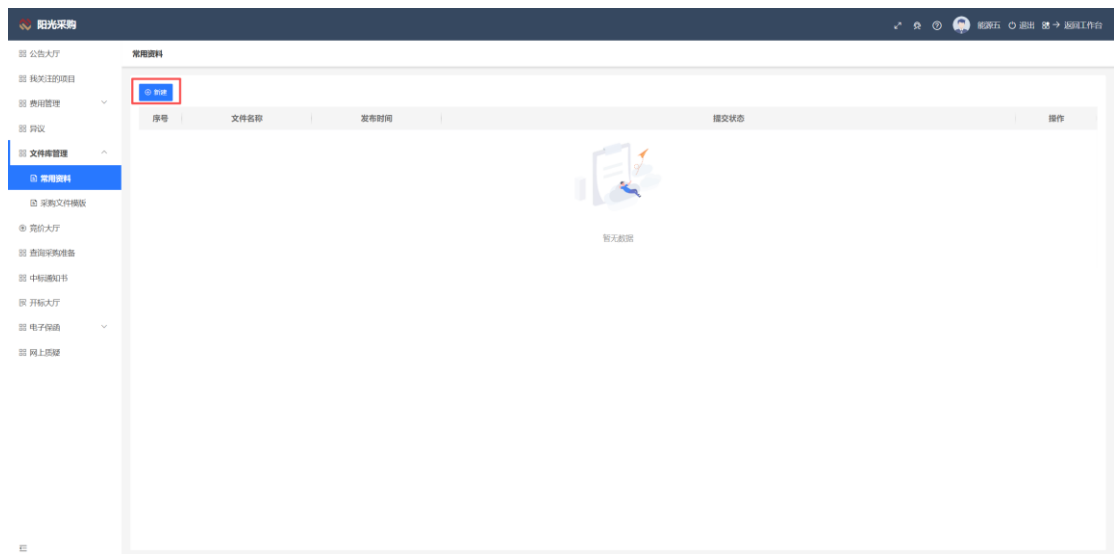 阳光采购
能源五 退出 返回工作台
公告大厅
我关注的项目
费用管理
异议
文件库管理
常用资料
采购文件模版
竞价大厅
查询采购准备
中标通知书
开标大厅
电子保函
网上质疑
常用资料
新建
序号 文件名称 发布时间 提交状态 操作
暂无数据